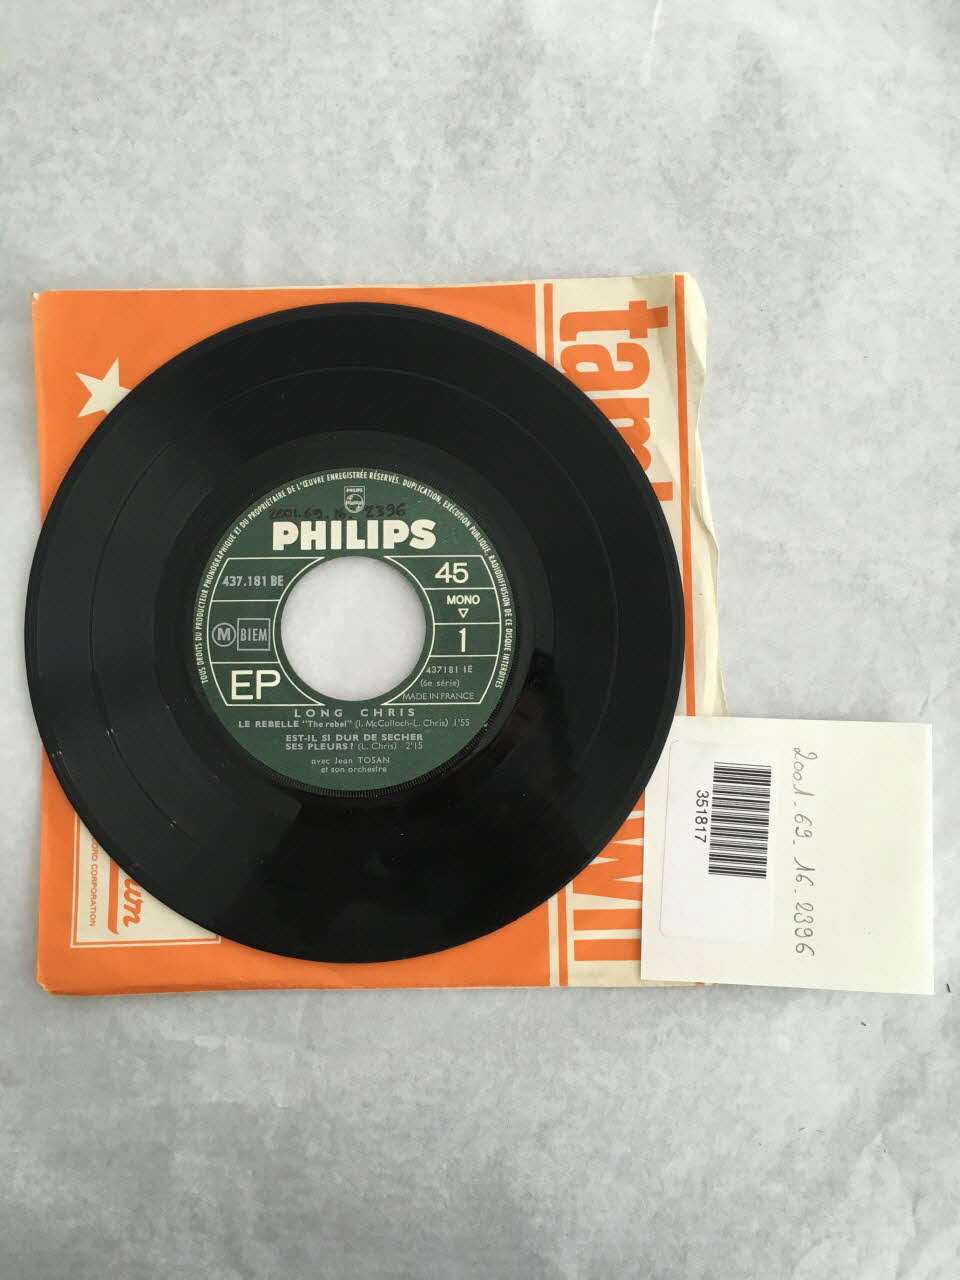 TOUS DROITS DU PRODUCTEUR PHONOGRAPHIQUE ET DU PROPRIÉTAIRE DE L'ŒUVRE ENREGISTRÉE RÉSERVÉS. DUPLICATION, EXÉCUTION PUBLIQUE, RADIODIFFUSION DE CE DISQUE INTERDITES
PHILIPS
2001.69.16.2396
PHILIPS
437.181 BE
45
MONO
M BIEM
1
EP
437181 1E
(6e série)
MADE IN FRANCE
LONG CHRIS
LE REBELLE "The rebel" (I. McCulloch-L. Chris) 1'55
EST-IL SI DUR DE SECHER
SES PLEURS? (L. Chris) 2'15
avec Jean TOSAN
et son orchestre
CORPORATION
351817
2001.69.16.2396